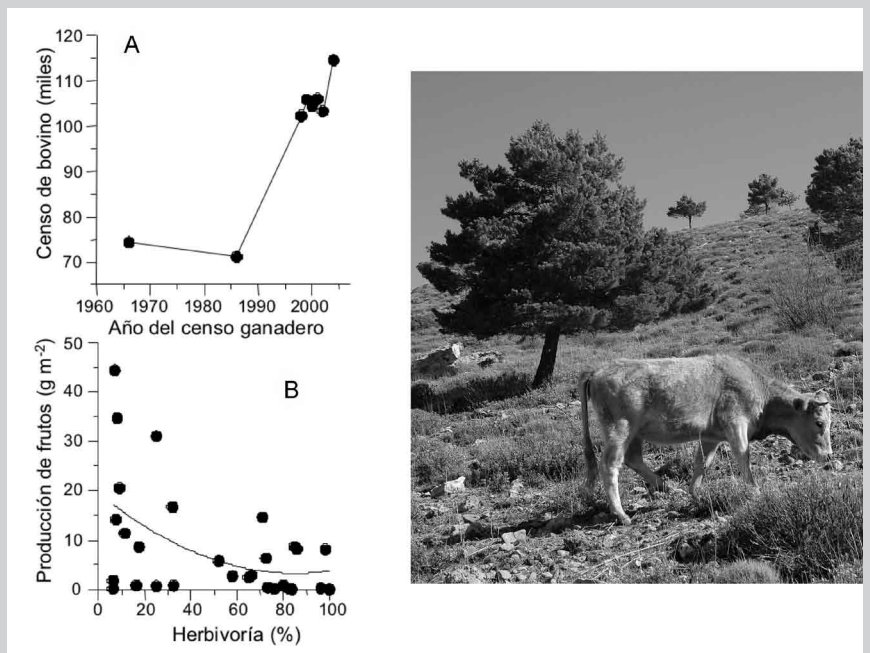 A
Censo de bovino (miles)
120
110
100
90
80
70
1960 1970 1980 1990 2000
Año del censo ganadero
B
Producción de frutos (g m⁻²)
50
40
30
20
10
0
0 20 40 60 80 100
Herbivoría (%)